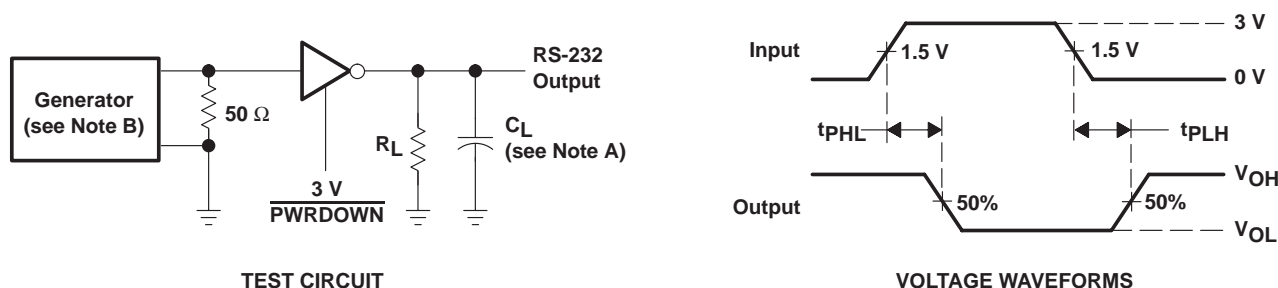 Generator
(see Note B)
50 Ω
3 V
PWRDOWN
RS-232
Output
RL
CL
(see Note A)
TEST CIRCUIT
Input
1.5 V
1.5 V
3 V
0 V
tPHL
tPLH
Output
50%
50%
VOH
VOL
VOLTAGE WAVEFORMS